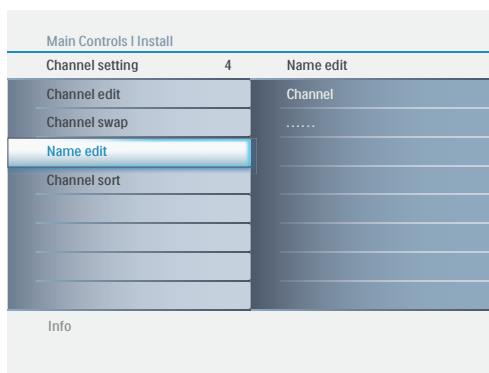 Main Controls I Install
Channel setting 4 Name edit
Channel edit Channel
Channel swap ......
Name edit
Channel sort
Info